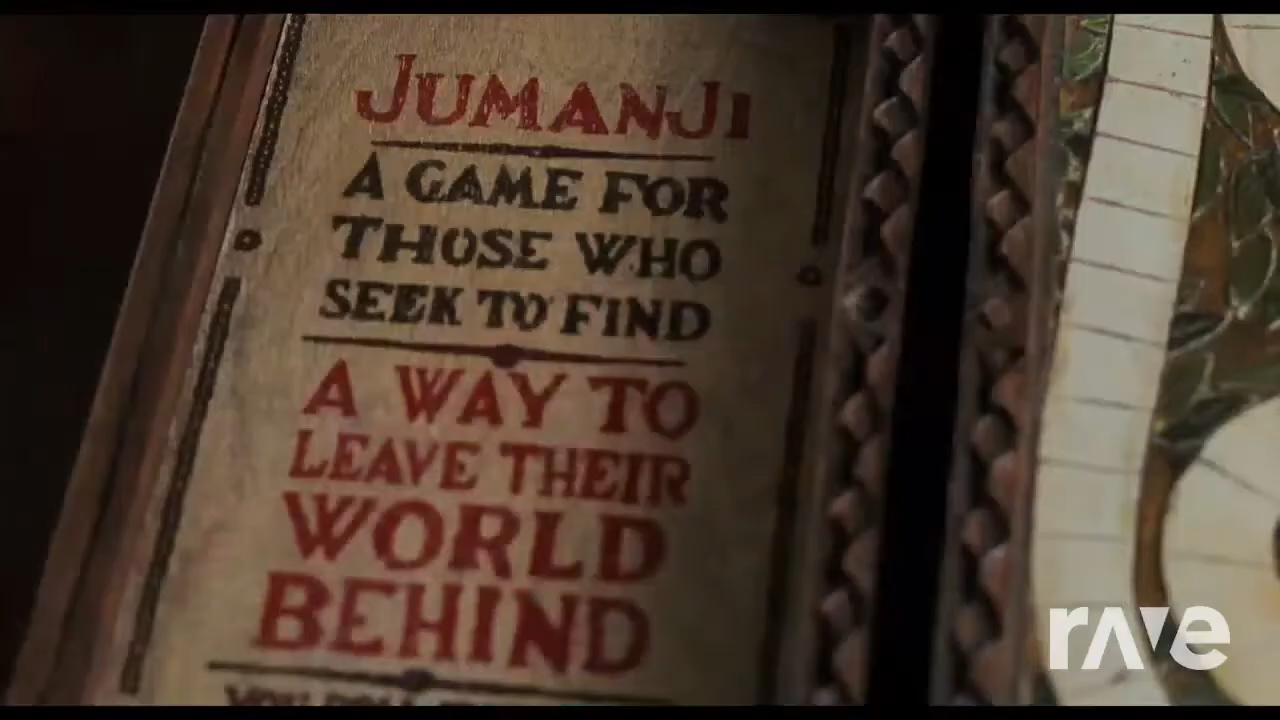 JUMANJI
A GAME FOR
THOSE WHO
SEEK TO FIND
A WAY TO
LEAVE THEIR
WORLD
BEHIND
rave